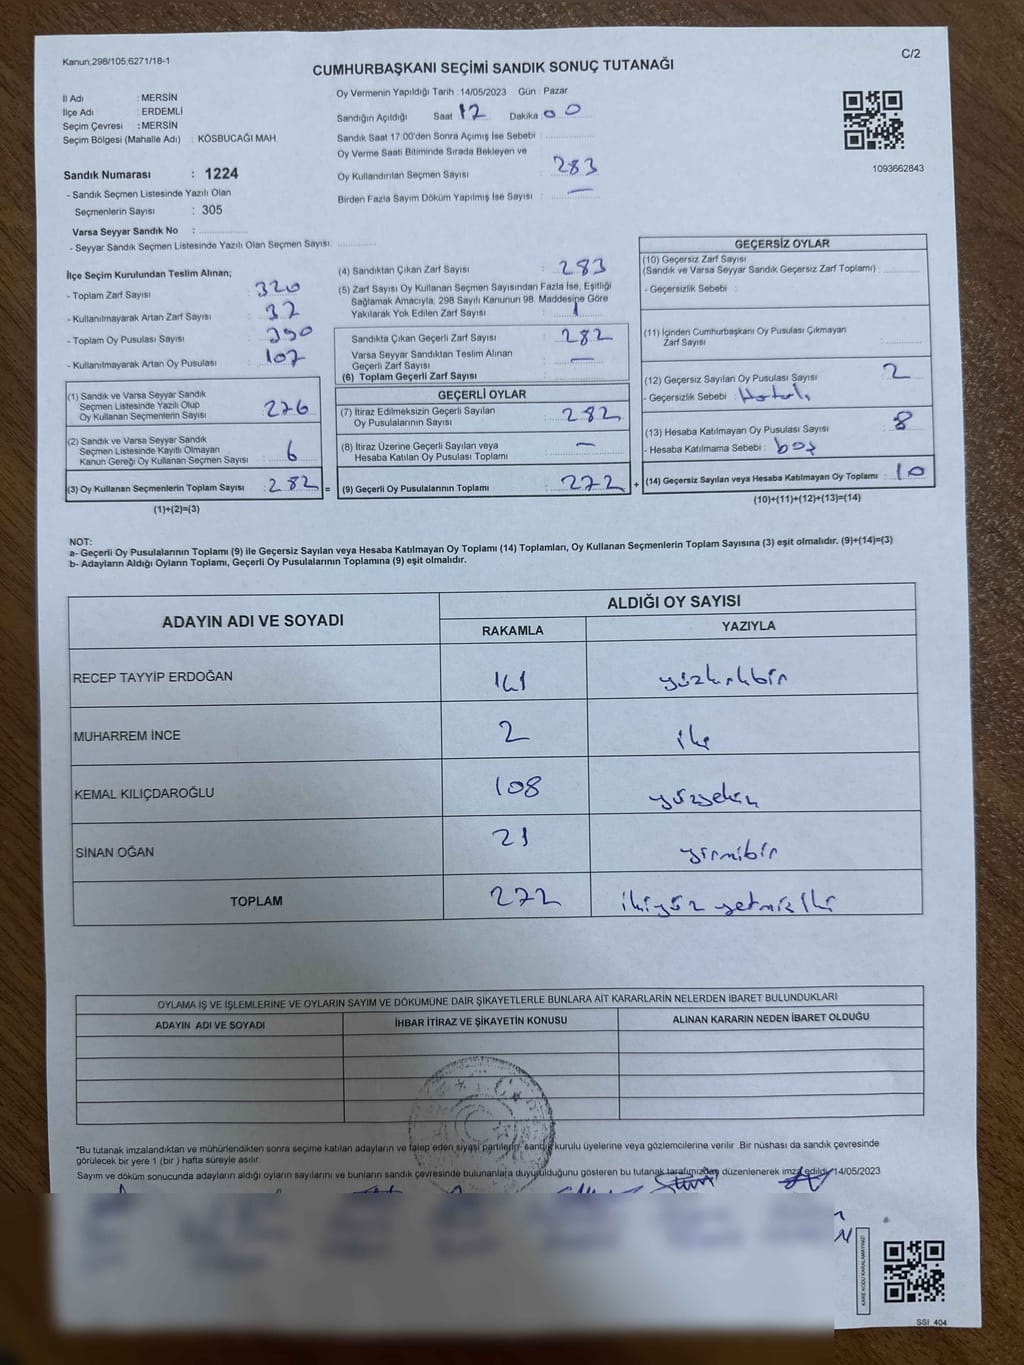 Kanun,298/105,6271/18-1
C/2
CUMHURBAŞKANI SEÇİMİ SANDIK SONUÇ TUTANAĞI
İl Adı : MERSİN
İlçe Adı : ERDEMLİ
Seçim Çevresi : MERSİN
Seçim Bölgesi (Mahalle Adı) : KÖSBUCAĞI MAH.
Oy Vermenin Yapıldığı Tarih : 14/05/2023 Gün : Pazar
Sandığın Açıldığı Saat 12 Dakika 00
Sandık Saat 17:00'den Sonra Açımış İse Sebebi :
Oy Verme Saati Bitiminde Sırada Bekleyen ve
Oy Kullandırılan Seçmen Sayısı : 283
Birden Fazla Sayım Döküm Yapılmış İse Sayısı : —
1093662843
Sandık Numarası : 1224
- Sandık Seçmen Listesinde Yazılı Olan
Seçmenlerin Sayısı : 305
Varsa Seyyar Sandık No :
- Seyyar Sandık Seçmen Listesinde Yazılı Olan Seçmen Sayısı:
İlçe Seçim Kurulundan Teslim Alınan;
- Toplam Zarf Sayısı : 320
- Kullanılmayarak Artan Zarf Sayısı : 37
- Toplam Oy Pusulası Sayısı : 390
- Kullanılmayarak Artan Oy Pusulası : 107
(1) Sandık ve Varsa Seyyar Sandık
Seçmen Listesinde Yazılı Olup
Oy Kullanan Seçmenlerin Sayısı : 276
(2) Sandık ve Varsa Seyyar Sandık
Seçmen Listesinde Kayıtlı Olmayan
Kanun Gereği Oy Kullanan Seçmen Sayısı : 6
(3) Oy Kullanan Seçmenlerin Toplam Sayısı : 282 =
(1)+(2)=(3)
(4) Sandıktan Çıkan Zarf Sayısı : 283
(5) Zarf Sayısı Oy Kullanan Seçmen Sayısından Fazla İse, Eşitliği
Sağlamak Amacıyla, 298 Sayılı Kanunun 98. Maddesine Göre
Yakılarak Yok Edilen Zarf Sayısı : 1
Sandıkta Çıkan Geçerli Zarf Sayısı : 282
Varsa Seyyar Sandıktan Teslim Alınan
Geçerli Zarf Sayısı : —
(6) Toplam Geçerli Zarf Sayısı :
GEÇERLİ OYLAR
(7) İtiraz Edilmeksizin Geçerli Sayılan
Oy Pusulasının Sayısı : 282
(8) İtiraz Üzerine Geçerli Sayılan veya
Hesaba Katılan Oy Pusulası Toplamı : —
(9) Geçerli Oy Pusulalarının Toplamı : 272 +
GEÇERSİZ OYLAR
(10) Geçersiz Zarf Sayısı
(Sandık ve Varsa Seyyar Sandık Geçersiz Zarf Toplamı) :
- Geçersizlik Sebebi :
(11) İçinden Cumhurbaşkanı Oy Pusulası Çıkmayan
Zarf Sayısı :
(12) Geçersiz Sayılan Oy Pusulası Sayısı : 2
- Geçersizlik Sebebi : Hatalı
(13) Hesaba Katılmayan Oy Pusulası Sayısı : 8
- Hesaba Katılmama Sebebi : boş
(14) Geçersiz Sayılan veya Hesaba Katılmayan Oy Toplamı : 10
(10)+(11)+(12)+(13)=(14)
NOT:
a- Geçerli Oy Pusulalarının Toplamı (9) ile Geçersiz Sayılan veya Hesaba Katılmayan Oy Toplamı (14) Toplamları, Oy Kullanan Seçmenlerin Toplam Sayısına (3) eşit olmalıdır. (9)+(14)=(3)
b- Adayların Aldığı Oyların Toplamı, Geçerli Oy Pusulalarının Toplamına (9) eşit olmalıdır.
ADAYIN ADI VE SOYADI ALDIĞI OY SAYISI
RAKAMLA YAZIYLA
RECEP TAYYİP ERDOĞAN 141 yüzkırkbir
MUHARREM İNCE 2 iki
KEMAL KILIÇDAROĞLU 108 yüzsekiz
SİNAN OĞAN 21 yirmibir
TOPLAM 272 ikiyüz yetmiş iki
OYLAMA İŞ VE İŞLEMLERİNE VE OYLARIN SAYIM VE DÖKÜMÜNE DAİR ŞİKAYETLERLE BUNLARA AİT KARARLARIN NELERDEN İBARET BULUNDUKLARI
ADAYIN ADI VE SOYADI İHBAR İTİRAZ VE ŞİKAYETİN KONUSU ALINAN KARARIN NEDEN İBARET OLDUĞU
*Bu tutanak imzalandıktan ve mühürlendikten sonra seçime katılan adayların ve talep eden siyasi partilerin sandık kurulu üyelerine veya gözlemcilerine verilir .Bir nüshası da sandık çevresinde
görülecek bir yere 1 (bir ) hafta süreyle asılır.
Sayım ve döküm sonucunda adayların aldığı oyların sayılarını ve bunların sandık çevresinde bulunanlara duyurulduğunu gösteren bu tutanak tarafımızdan düzenlenerek imza edildi. 14/05/2023
KARE KODU KARALAMAYINIZ!
SSI_404